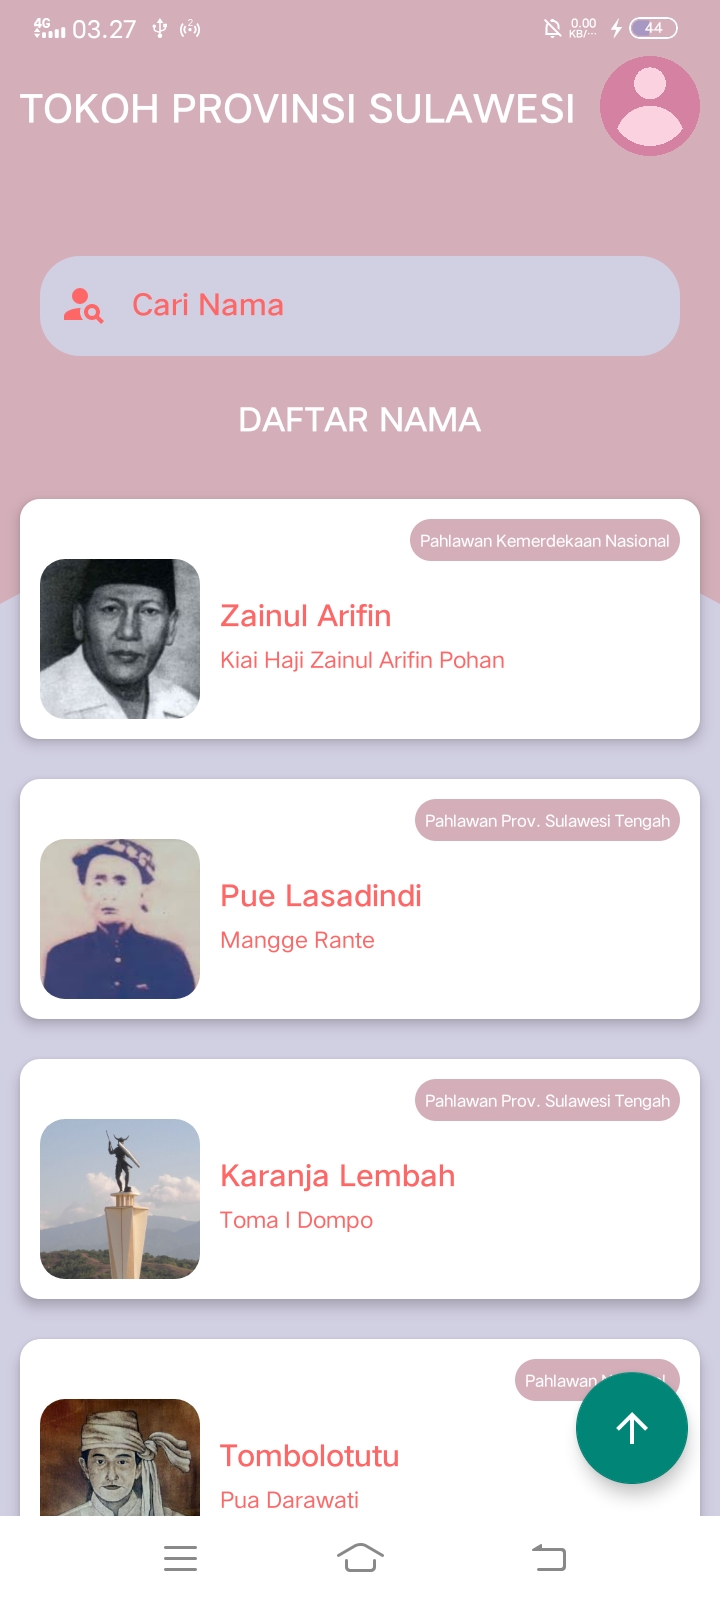 4G 03.27 2 0.00 KB/... 44
TOKOH PROVINSI SULAWESI
Cari Nama
DAFTAR NAMA
Pahlawan Kemerdekaan Nasional
Zainul Arifin
Kiai Haji Zainul Arifin Pohan
Pahlawan Prov. Sulawesi Tengah
Pue Lasadindi
Mangge Rante
Pahlawan Prov. Sulawesi Tengah
Karanja Lembah
Toma I Dompo
Pahlawan
Tombolotutu
Pua Darawati